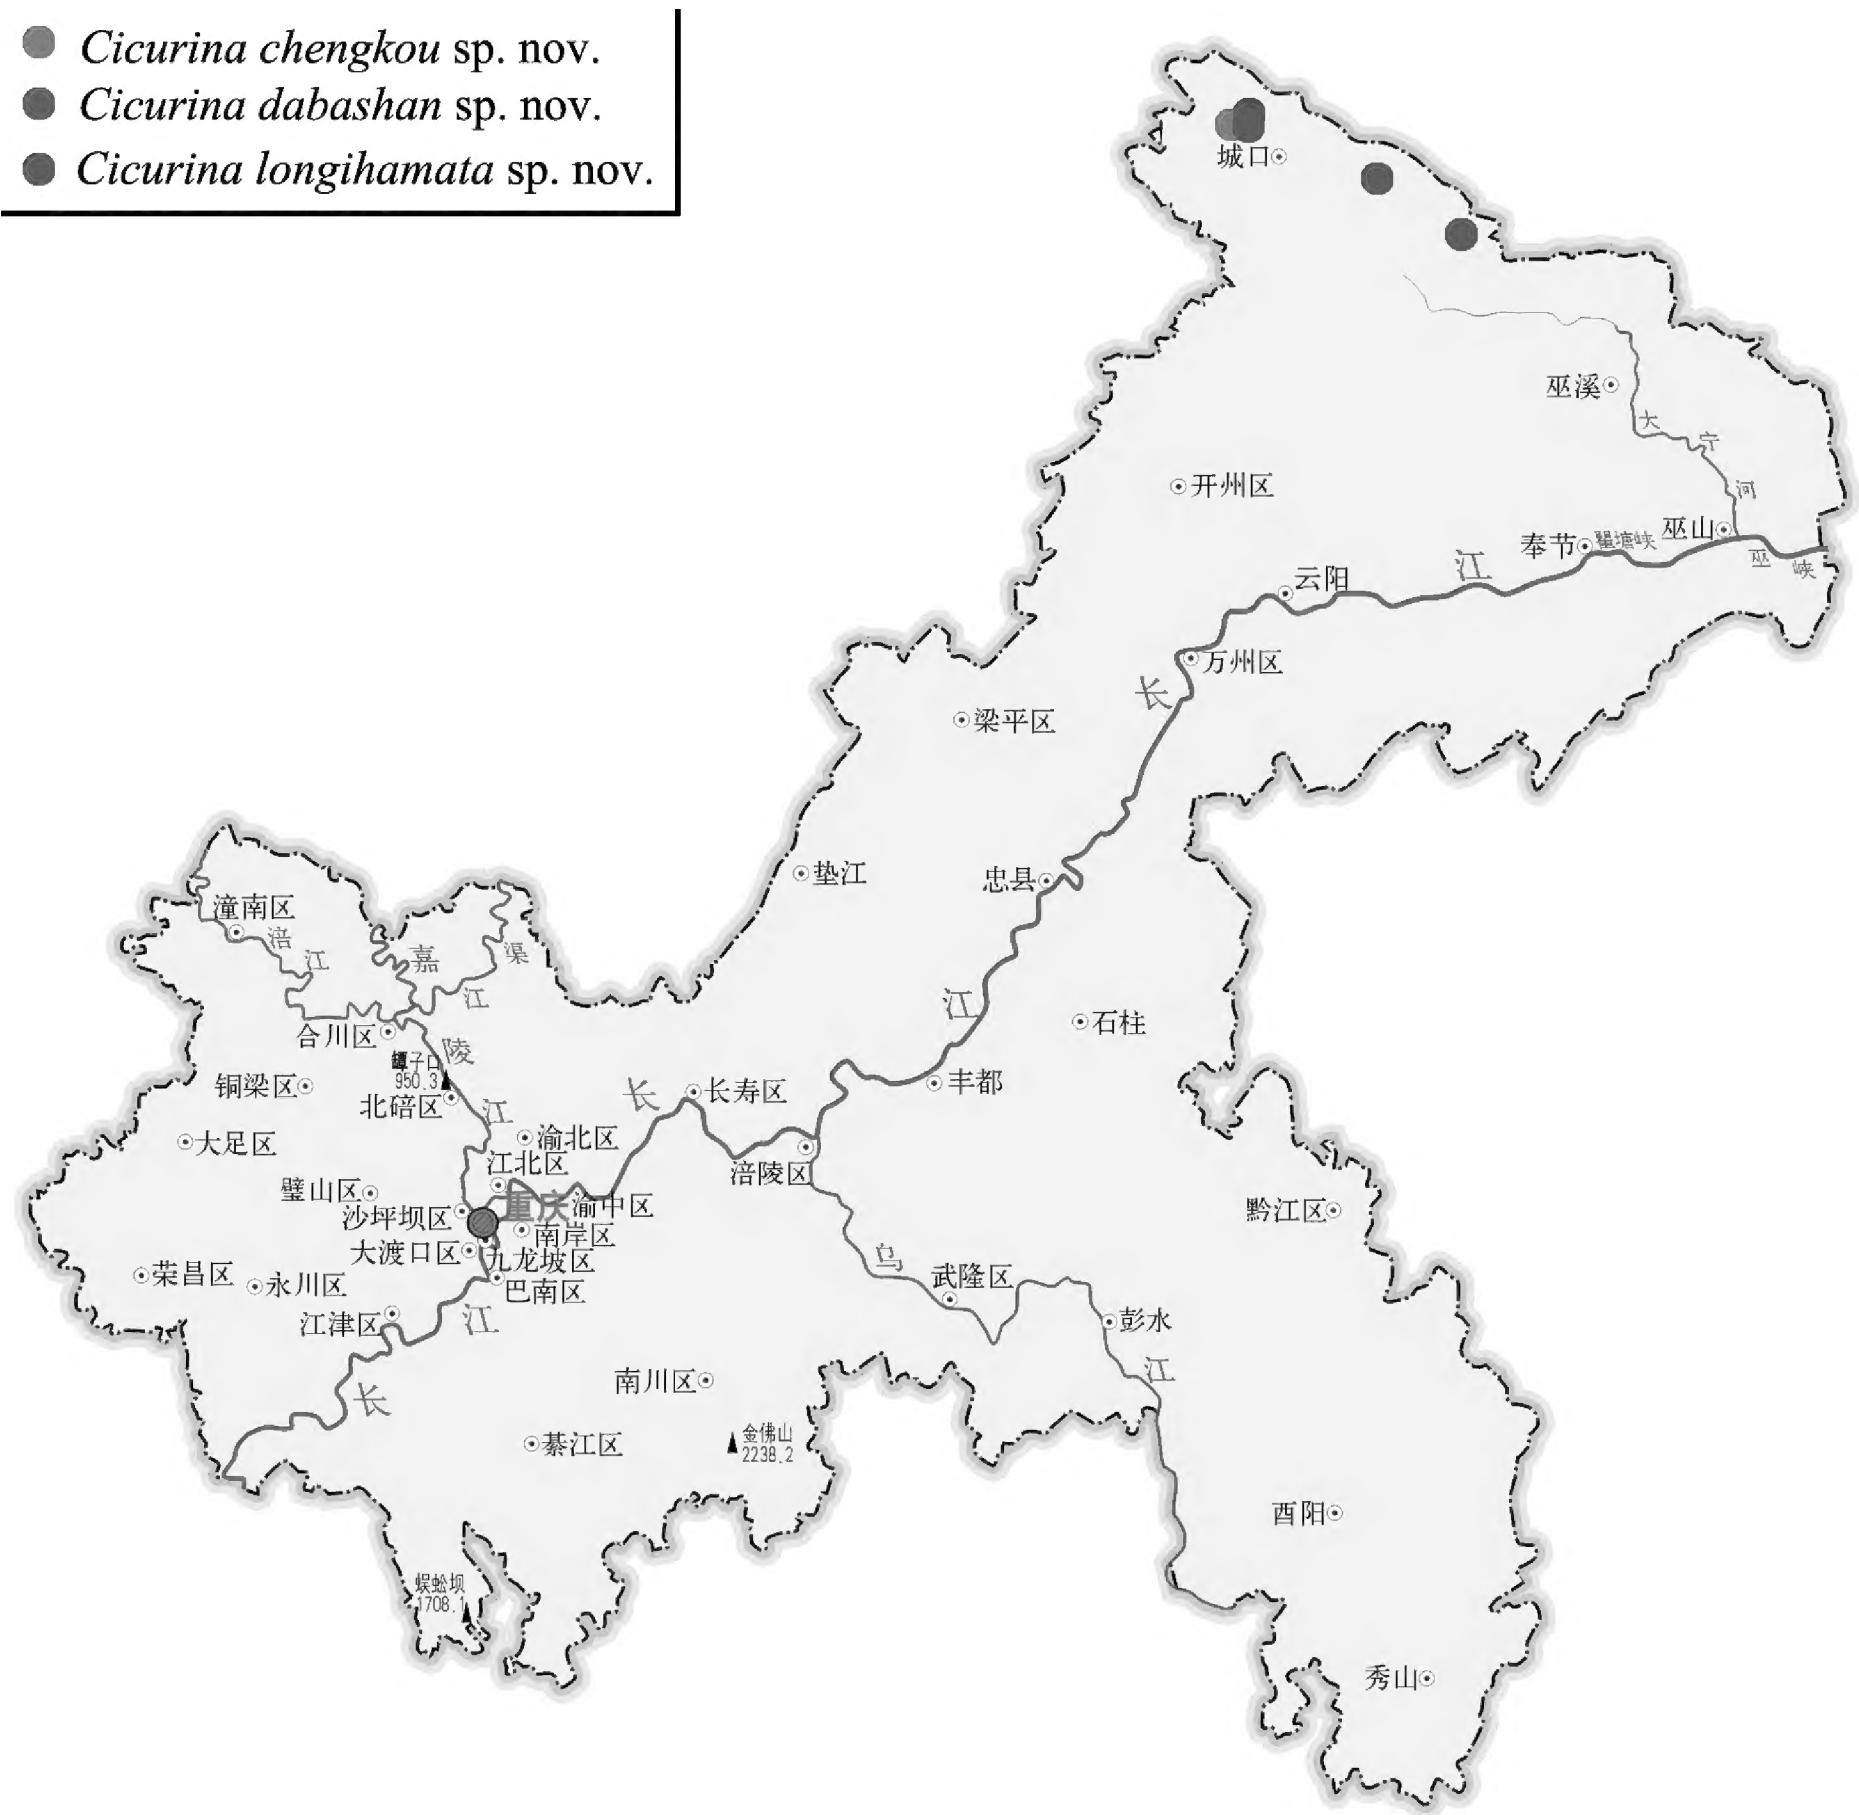 Cicurina chengkou sp. nov.
Cicurina dabashan sp. nov.
Cicurina longihamata sp. nov.
城口
巫溪
大
宁
河
开州区
奉节
瞿塘峡
巫山
巫
峡
江
云阳
万州区
长
梁平区
垫江
忠县
潼南区
涪
江
嘉
渠
江
江
石柱
合川区
陵
罈子口
950.3
铜梁区
北碚区
江
长
长寿区
丰都
大足区
渝北区
江北区
涪陵区
璧山区
重庆
渝中区
沙坪坝区
南岸区
黔江区
大渡口区
九龙坡区
乌
荣昌区
永川区
巴南区
武隆区
江津区
江
彭水
南川区
江
长
綦江区
金佛山
2238.2
酉阳
蜈蚣坝
1708.1
秀山